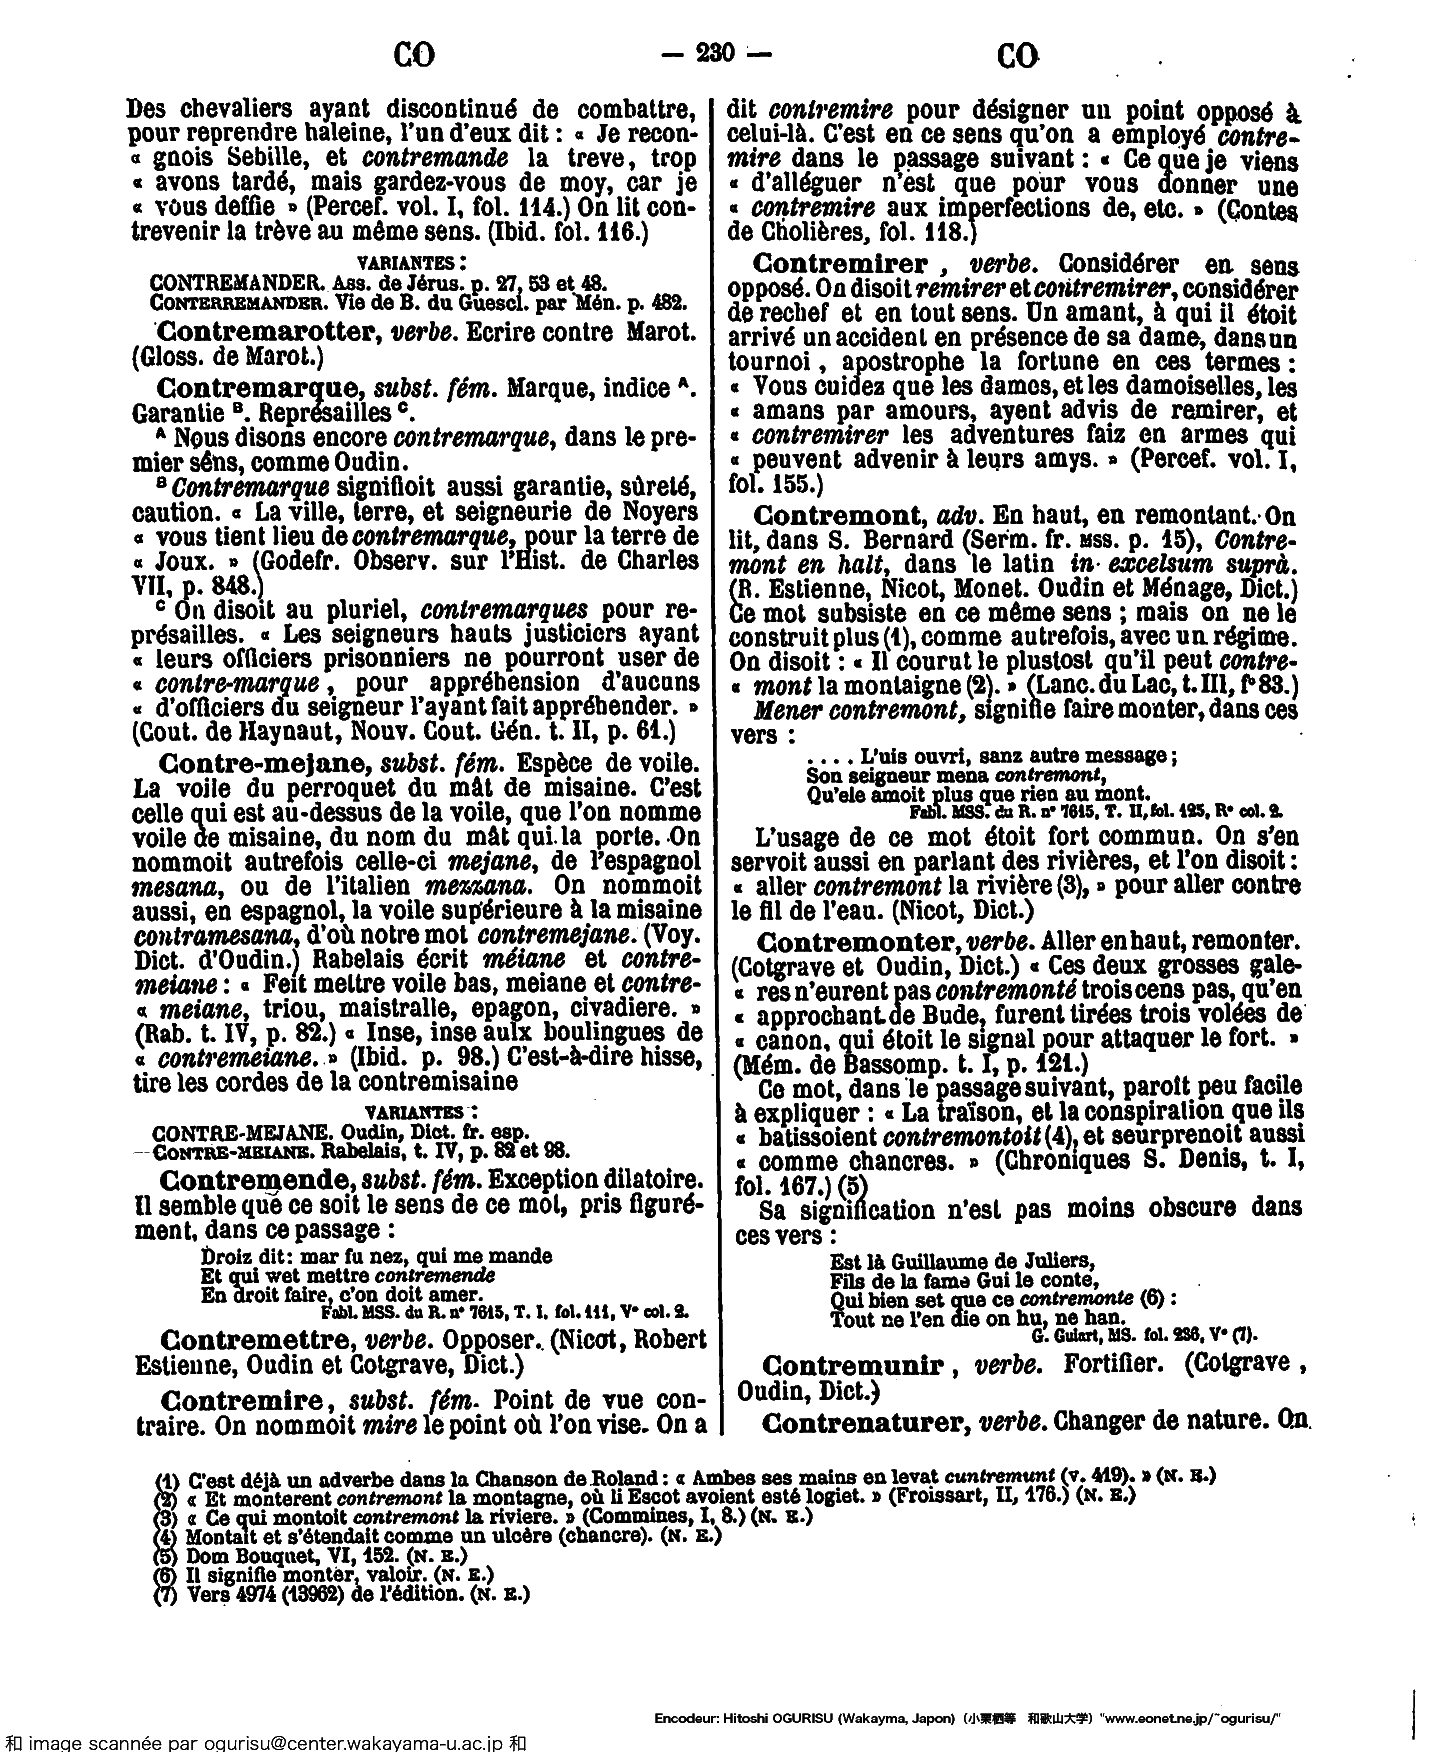 CO — 230 — CO
Des chevaliers ayant discontinué de combattre,
pour reprendre haleine, l'un d'eux dit : « Je recon-
« gnois Sebille, et contremande la treve, trop
« avons tardé, mais gardez-vous de moy, car je
« vous deffie » (Percef. vol. I, fol. 114.) On lit con-
trevenir la trève au même sens. (Ibid. fol. 116.)
VARIANTES :
CONTREMANDER. Ass. de Jérus. p. 27, 53 et 48.
CONTERREMANDER. Vie de B. du Guescl. par Mén. p. 482.
Contremarotter, verbe. Ecrire contre Marot.
(Gloss. de Marot.)
Contremarque, subst. fém. Marque, indice A.
Garantie B. Représailles C.
A Nous disons encore contremarque, dans le pre-
mier séns, comme Oudin.
B Contremarque signifioit aussi garantie, sûreté,
caution. « La ville, terre, et seigneurie de Noyers
« vous tient lieu de contremarque, pour la terre de
« Joux. » (Godefr. Observ. sur l'Hist. de Charles
VII, p. 848.)
C On disoit au pluriel, contremarques pour re-
présailles. « Les seigneurs hauts justiciers ayant
« leurs officiers prisonniers ne pourront user de
« contre-marque, pour appréhension d'aucuns
« d'officiers du seigneur l'ayant fait appréhender. »
(Cout. de Haynaut, Nouv. Cout. Gén. t. II, p. 61.)
Contre-mejane, subst. fém. Espèce de voile.
La voile du perroquet du mât de misaine. C'est
celle qui est au-dessus de la voile, que l'on nomme
voile de misaine, du nom du mât qui la porte. On
nommoit autrefois celle-ci mejane, de l'espagnol
mesana, ou de l'italien mezzana. On nommoit
aussi, en espagnol, la voile supérieure à la misaine
contramesana, d'où notre mot contremejane. (Voy.
Dict. d'Oudin.) Rabelais écrit méiane et contre-
meiane : « Feit mettre voile bas, meiane et contre-
« meiane, triou, maistralle, epagon, civadiere. »
(Rab. t. IV, p. 82.) « Inse, inse aulx boulingues de
« contremeiane. » (Ibid. p. 98.) C'est-à-dire hisse,
tire les cordes de la contremisaine
VARIANTES :
CONTRE-MEJANE. Oudin, Dict. fr. esp.
CONTRE-MEIANE. Rabelais, t. IV, p. 82 et 98.
Contremende, subst. fém. Exception dilatoire.
Il semble que ce soit le sens de ce mot, pris figuré-
ment, dans ce passage :
Droiz dit : mar fu nez, qui me mande
Et qui wet mettre contremende
En droit faire, c'on doit amer.
Fabl. MSS. du R. n° 7615, T. I, fol. 111, V° col. 2.
Contremettre, verbe. Opposer. (Nicot, Robert
Estienne, Oudin et Cotgrave, Dict.)
Contremire, subst. fém. Point de vue con-
traire. On nommoit mire le point où l'on vise. On a
dit contremire pour désigner un point opposé à
celui-là. C'est en ce sens qu'on a employé contre-
mire dans le passage suivant : « Ce que je viens
« d'alléguer n'est que pour vous donner une
« contremire aux imperfections de, etc. » (Contes
de Cholières, fol. 118.)
Contremirer, verbe. Considérer en sens
opposé. On disoit remirer et contremirer, considérer
de rechef et en tout sens. Un amant, à qui il étoit
arrivé un accident en présence de sa dame, dans un
tournoi, apostrophe la fortune en ces termes :
« Vous cuidez que les dames, et les damoiselles, les
« amans par amours, ayent advis de remirer, et
« contremirer les adventures faiz en armes qui
« peuvent advenir à leurs amys. » (Percef. vol. I,
fol. 155.)
Contremont, adv. En haut, en remontant. On
lit, dans S. Bernard (Serm. fr. MSS. p. 15), Contre-
mont en halt, dans le latin in excelsum suprà.
(R. Estienne, Nicot, Monet. Oudin et Ménage, Dict.)
Ce mot subsiste en ce même sens ; mais on ne le
construit plus (1), comme autrefois, avec un régime.
On disoit : « Il courut le plustost qu'il peut contre-
« mont la montaigne (2). » (Lanc. du Lac, t. III, f° 83.)
Mener contremont, signifie faire monter, dans ces
vers :
. . . . L'uis ouvri, sanz autre message ;
Son seigneur mena contremont,
Qu'ele amoit plus que rien au mont.
Fabl. MSS. du R. n° 7615, T. II, fol. 125, R° col. 2.
L'usage de ce mot étoit fort commun. On s'en
servoit aussi en parlant des rivières, et l'on disoit :
« aller contremont la rivière (3), » pour aller contre
le fil de l'eau. (Nicot, Dict.)
Contremonter, verbe. Aller en haut, remonter.
(Cotgrave et Oudin, Dict.) « Ces deux grosses gale-
« res n'eurent pas contremonté trois cens pas, qu'en
« approchant de Bude, furent tirées trois volées de
« canon, qui étoit le signal pour attaquer le fort. »
(Mém. de Bassomp. t. I, p. 121.)
Ce mot, dans le passage suivant, paroît peu facile
à expliquer : « La traïson, et la conspiration que ils
« batissoient contremontoit (4), et seurprenoit aussi
« comme chancres. » (Chroniques S. Denis, t. I,
fol. 167.) (5)
Sa signification n'est pas moins obscure dans
ces vers :
Est là Guillaume de Juliers,
Fils de la fame Gui le conte,
Qui bien set que ce contremonte (6) :
Tout ne l'en die on hu, ne han.
G. Guiart, MS. fol. 286, V° (7).
Contremunir, verbe. Fortifier. (Cotgrave,
Oudin, Dict.)
Contrenaturer, verbe. Changer de nature. On
(1) C'est déjà un adverbe dans la Chanson de Roland : « Ambes ses mains en levat cuntremunt (v. 419). » (N. E.)
(2) « Et monterent contremont la montagne, où li Escot avoient esté logiet. » (Froissart, II, 176.) (N. E.)
(3) « Ce qui montoit contremont la riviere. » (Commines, I, 8.) (N. E.)
(4) Montait et s'étendait comme un ulcère (chancre). (N. E.)
(5) Dom Bouquet, VI, 152. (N. E.)
(6) Il signifie monter, valoir. (N. E.)
(7) Vers 4974 (13962) de l'édition. (N. E.)
Encodeur: Hitoshi OGURISU (Wakayma, Japon) (小栗栖等 和歌山大学) "www.eonet.ne.jp/~ogurisu/"
和 image scannée par ogurisu@center.wakayama-u.ac.jp 和